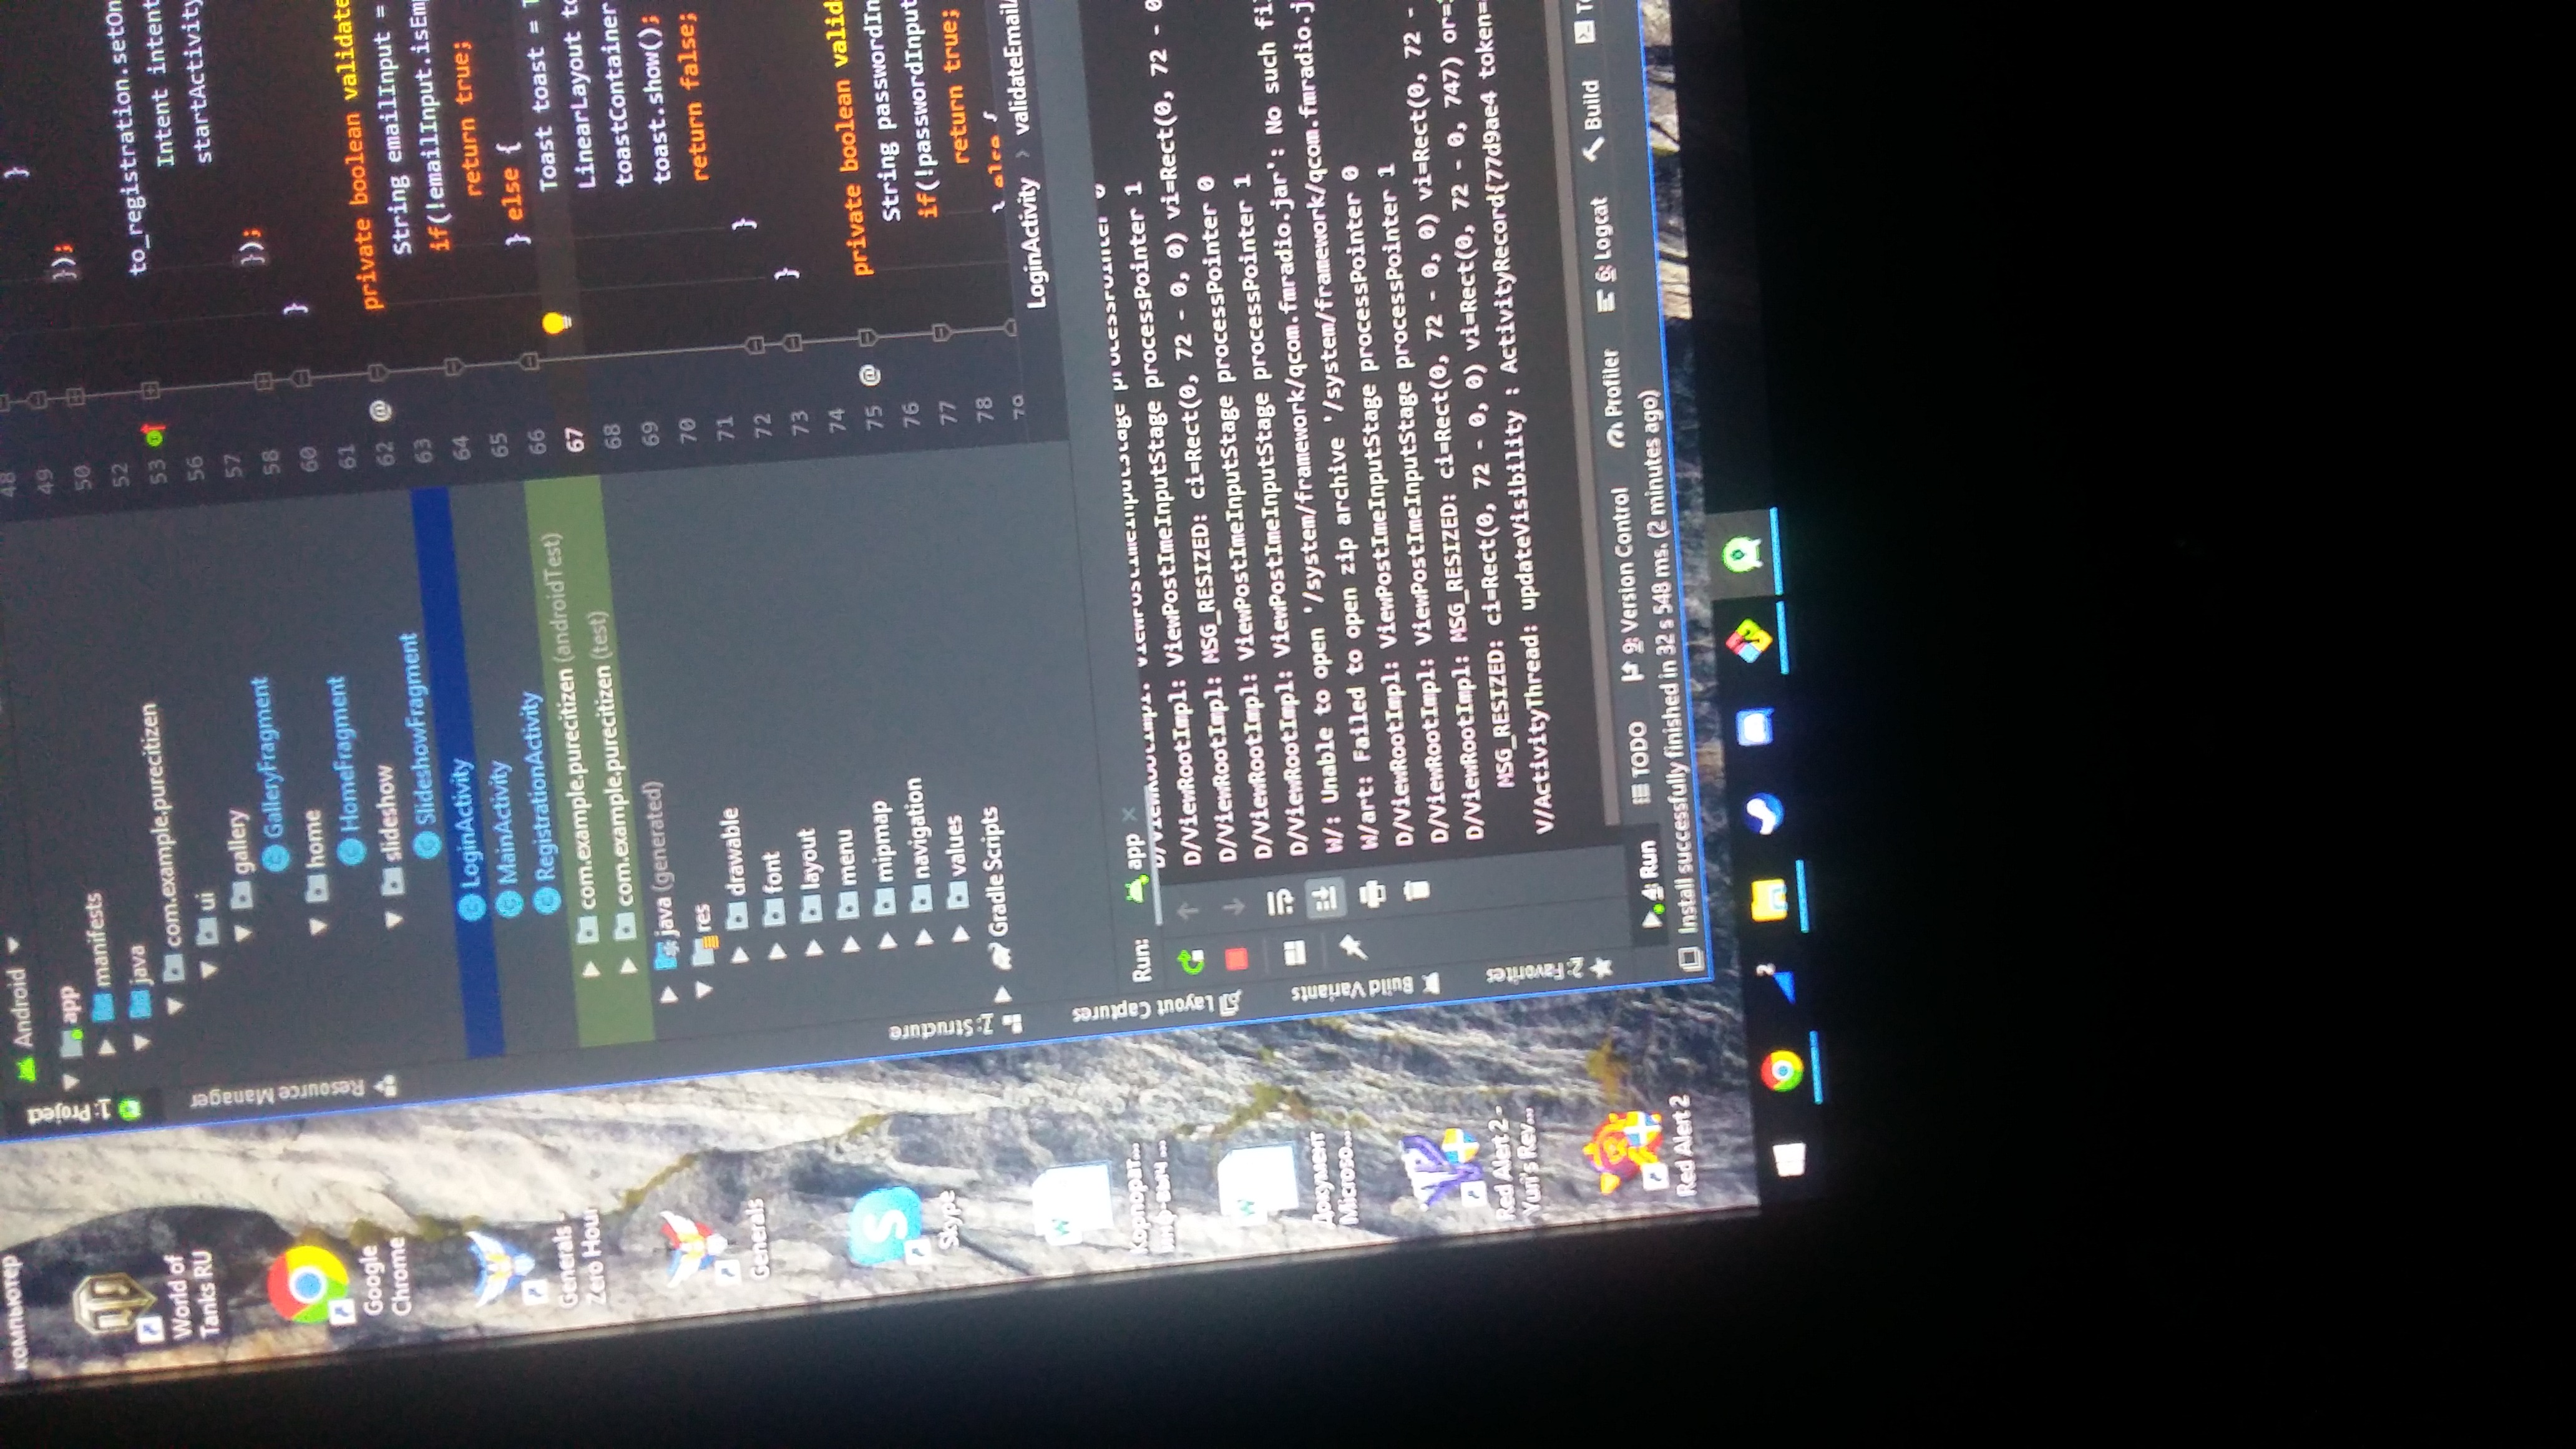 компьютер
World of
Tanks RU
Google
Chrome
Generals -
Zero Hour
Generals
Skype
Корпорат...
инф-выч ...
Документ
Microso...
Red Alert 2 -
Yuri's Rev...
Red Alert 2
1: Project
Resource Manager
7: Structure
Layout Captures
Build Variants
2: Favorites
Android
app
manifests
java
com.example.purecitizen
ui
gallery
GalleryFragment
home
HomeFragment
slideshow
SlideshowFragment
LoginActivity
MainActivity
RegistrationActivity
com.example.purecitizen (androidTest)
com.example.purecitizen (test)
java (generated)
res
drawable
font
layout
menu
mipmap
navigation
values
Gradle Scripts
48 }
49
50 });
52
53 to_registration.setOn
56 Intent intent
57 startActivity
58 });
60 }
61
62 private boolean validate
63 String emailInput =
64 if(!emailInput.isEm
65 return true;
66 } else {
67 Toast toast =
68 LinearLayout to
69 toastContainer
70 toast.show();
71 return false;
72 }
73 }
74
75 private boolean valid
76 String passwordIn
77 if(!passwordInput
78 return true;
79 } else {
LoginActivity > validateEmail
Run: app ×
D/ViewRootImpl: ViewPostImeInputStage processPointer 0
D/ViewRootImpl: ViewPostImeInputStage processPointer 1
D/ViewRootImpl: MSG_RESIZED: ci=Rect(0, 72 - 0, 0) vi=Rect(0, 72 - 0
D/ViewRootImpl: ViewPostImeInputStage processPointer 0
D/ViewRootImpl: ViewPostImeInputStage processPointer 1
W/: Unable to open '/system/framework/qcom.fmradio.jar': No such fi
W/art: Failed to open zip archive '/system/framework/qcom.fmradio.j
D/ViewRootImpl: ViewPostImeInputStage processPointer 0
D/ViewRootImpl: ViewPostImeInputStage processPointer 1
D/ViewRootImpl: MSG_RESIZED: ci=Rect(0, 72 - 0, 0) vi=Rect(0, 72 -
MSG_RESIZED: ci=Rect(0, 72 - 0, 0) vi=Rect(0, 72 - 0, 747) or=
V/ActivityThread: updateVisibility : ActivityRecord{77d9ae4 token=
4: Run TODO 9: Version Control Profiler 6: Logcat Build
Install successfully finished in 32 s 548 ms. (2 minutes ago)
2